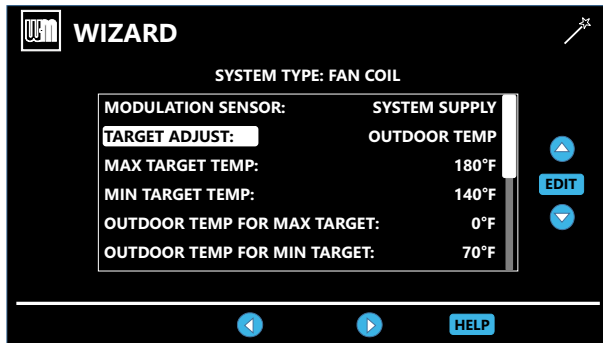 WM WIZARD
SYSTEM TYPE: FAN COIL
MODULATION SENSOR: SYSTEM SUPPLY
TARGET ADJUST: OUTDOOR TEMP
MAX TARGET TEMP: 180°F
MIN TARGET TEMP: 140°F
EDIT
OUTDOOR TEMP FOR MAX TARGET: 0°F
OUTDOOR TEMP FOR MIN TARGET: 70°F
HELP